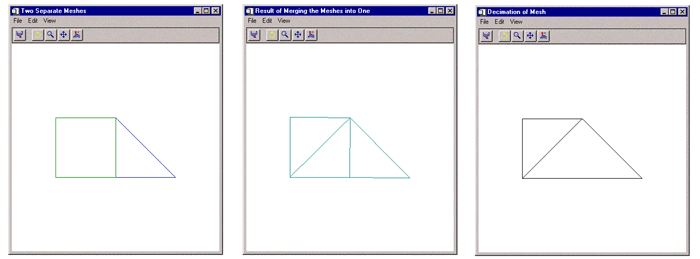 Two Separate Meshes
File Edit View
Result of Merging the Meshes into One
File Edit View
Decimation of Mesh
File Edit View